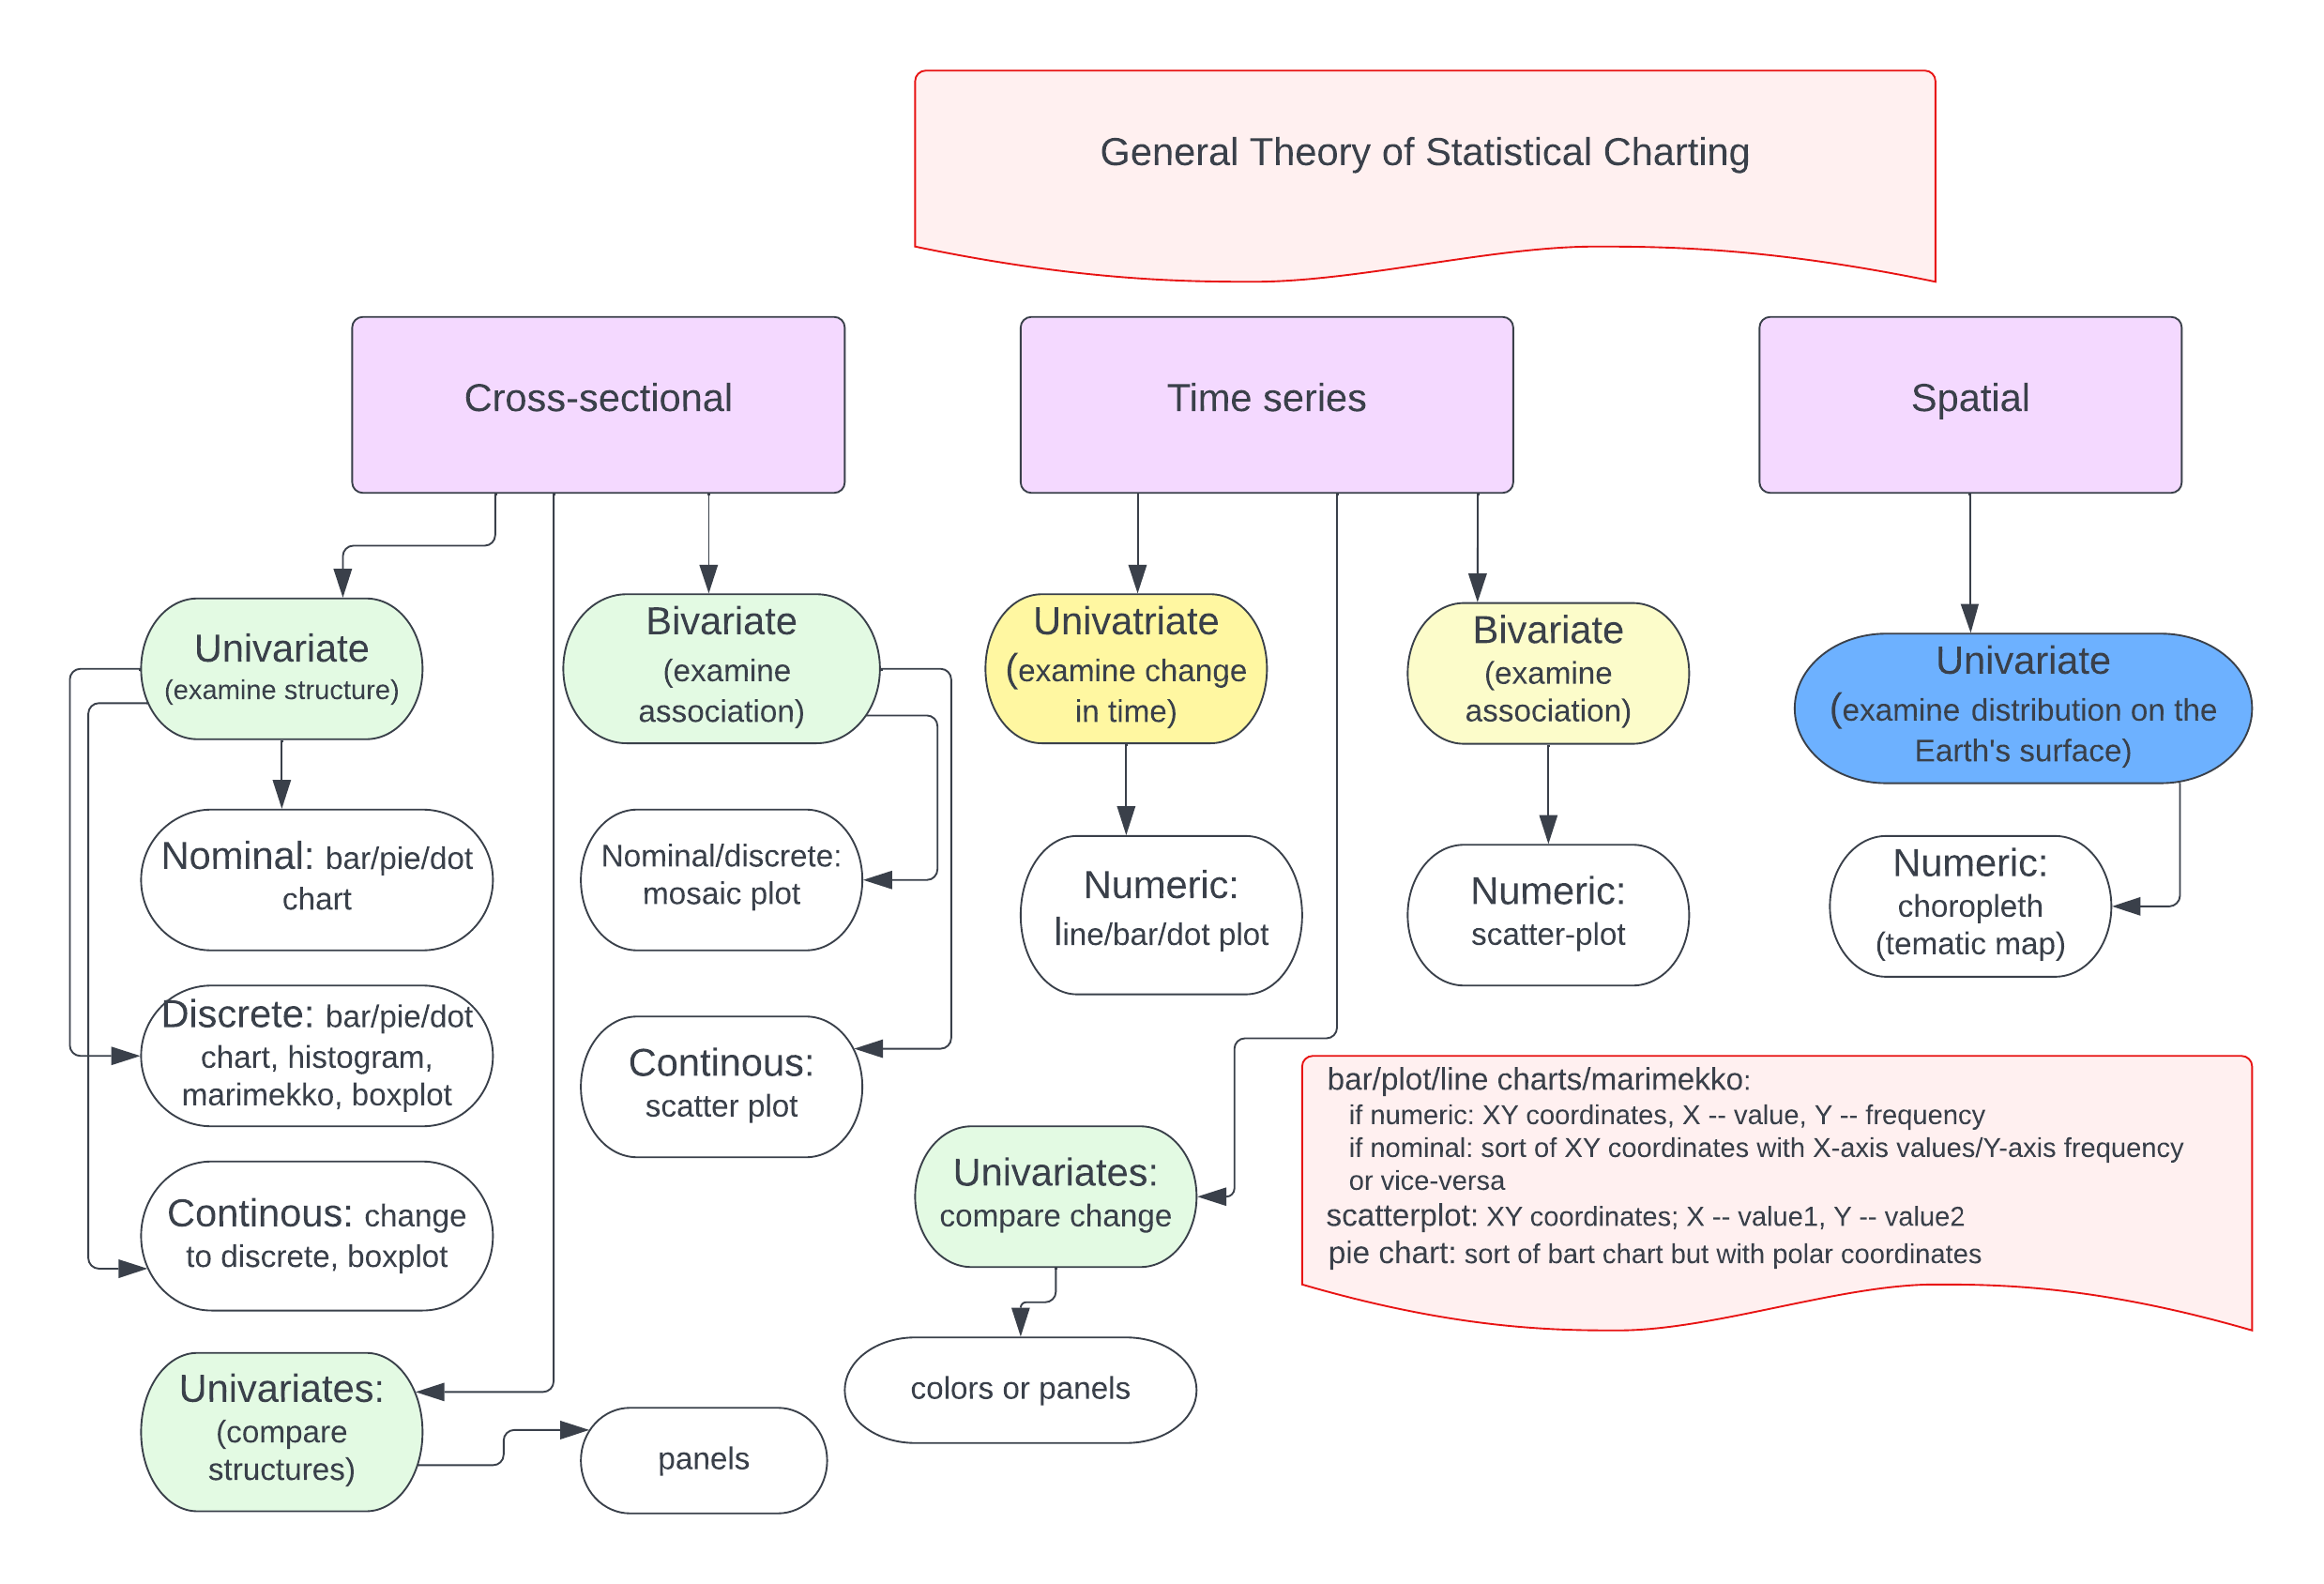 General Theory of Statistical Charting
Cross-sectional
Time series
Spatial
Univariate
(examine structure)
Bivariate
(examine
association)
Univatriate
(examine change
in time)
Bivariate
(examine
association)
Univariate
(examine distribution on the
Earth's surface)
Nominal: bar/pie/dot
chart
Nominal/discrete:
mosaic plot
Numeric:
line/bar/dot plot
Numeric:
scatter-plot
Numeric:
choropleth
(tematic map)
Discrete: bar/pie/dot
chart, histogram,
marimekko, boxplot
Continous:
scatter plot
Continous: change
to discrete, boxplot
Univariates:
compare change
bar/plot/line charts/marimekko:
if numeric: XY coordinates, X -- value, Y -- frequency
if nominal: sort of XY coordinates with X-axis values/Y-axis frequency
or vice-versa
scatterplot: XY coordinates; X -- value1, Y -- value2
pie chart: sort of bart chart but with polar coordinates
Univariates:
(compare
structures)
panels
colors or panels